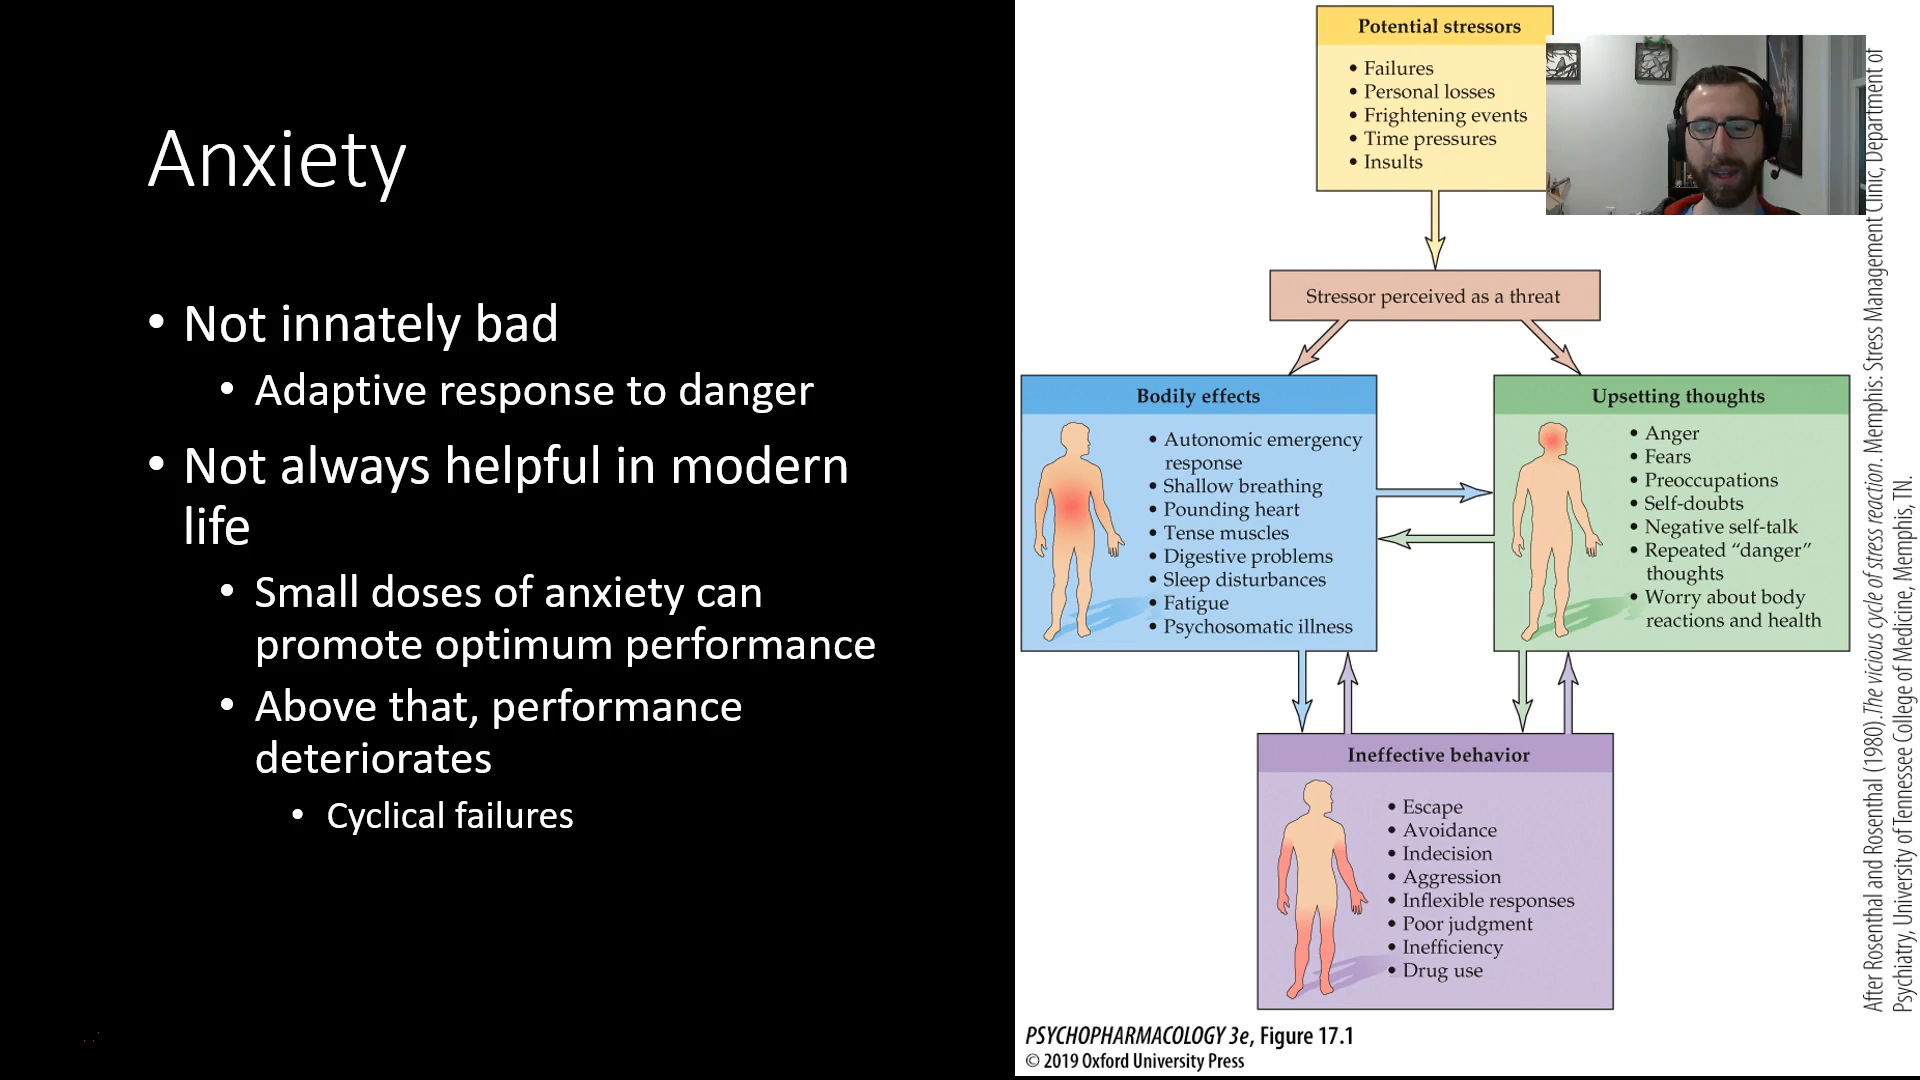 Anxiety
• Not innately bad
• Adaptive response to danger
• Not always helpful in modern
life
• Small doses of anxiety can
promote optimum performance
• Above that, performance
deteriorates
• Cyclical failures
Potential stressors
• Failures
• Personal losses
• Frightening events
• Time pressures
• Insults
Stressor perceived as a threat
Bodily effects
• Autonomic emergency
response
• Shallow breathing
• Pounding heart
• Tense muscles
• Digestive problems
• Sleep disturbances
• Fatigue
• Psychosomatic illness
Upsetting thoughts
• Anger
• Fears
• Preoccupations
• Self-doubts
• Negative self-talk
• Repeated “danger”
thoughts
• Worry about body
reactions and health
Ineffective behavior
• Escape
• Avoidance
• Indecision
• Aggression
• Inflexible responses
• Poor judgment
• Inefficiency
• Drug use
PSYCHOPHARMACOLOGY 3e, Figure 17.1
© 2019 Oxford University Press
After Rosenthal and Rosenthal (1980). The vicious cycle of stress reaction. Memphis: Stress Management Clinic, Department of
Psychiatry, University of Tennessee College of Medicine, Memphis, TN.